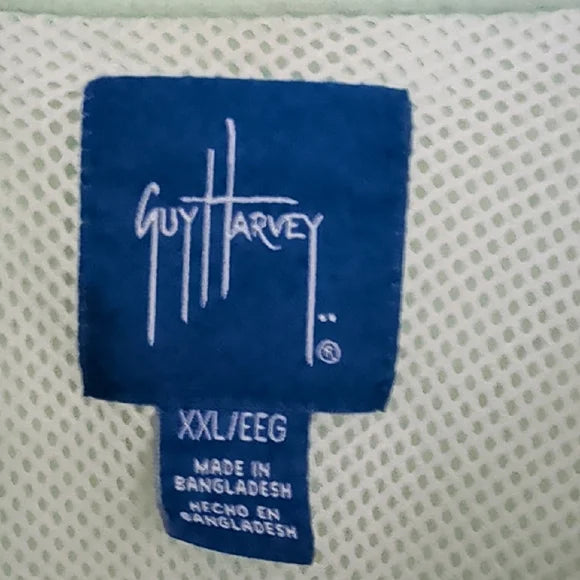 GUY HARVEY
®
XXL/EEG
MADE IN
BANGLADESH
HECHO EN
BANGLADESH